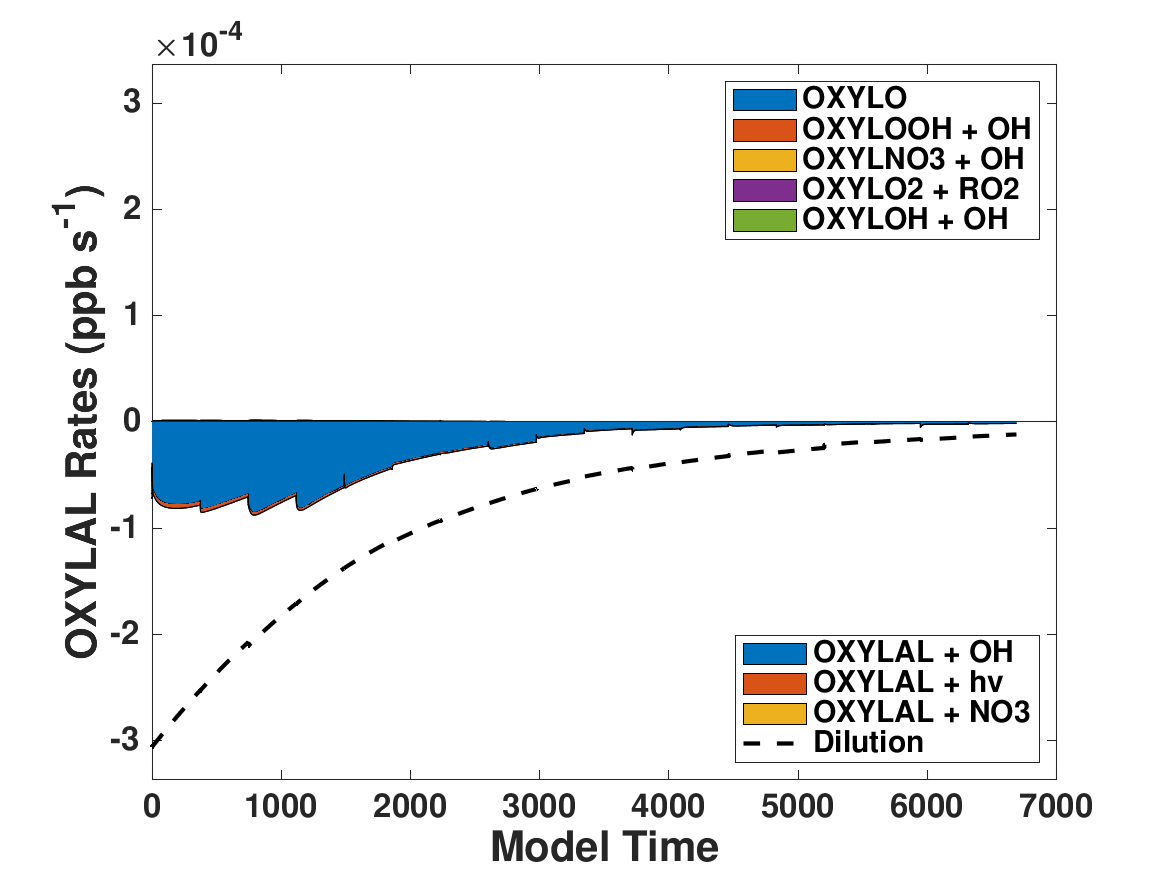 ×10-4
OXYLAL Rates (ppb s-1)
3
2
1
0
-1
-2
-3
OXYLO
OXYLOOH + OH
OXYLNO3 + OH
OXYLO2 + RO2
OXYLOH + OH
OXYLAL + OH
OXYLAL + hv
OXYLAL + NO3
Dilution
0 1000 2000 3000 4000 5000 6000 7000
Model Time